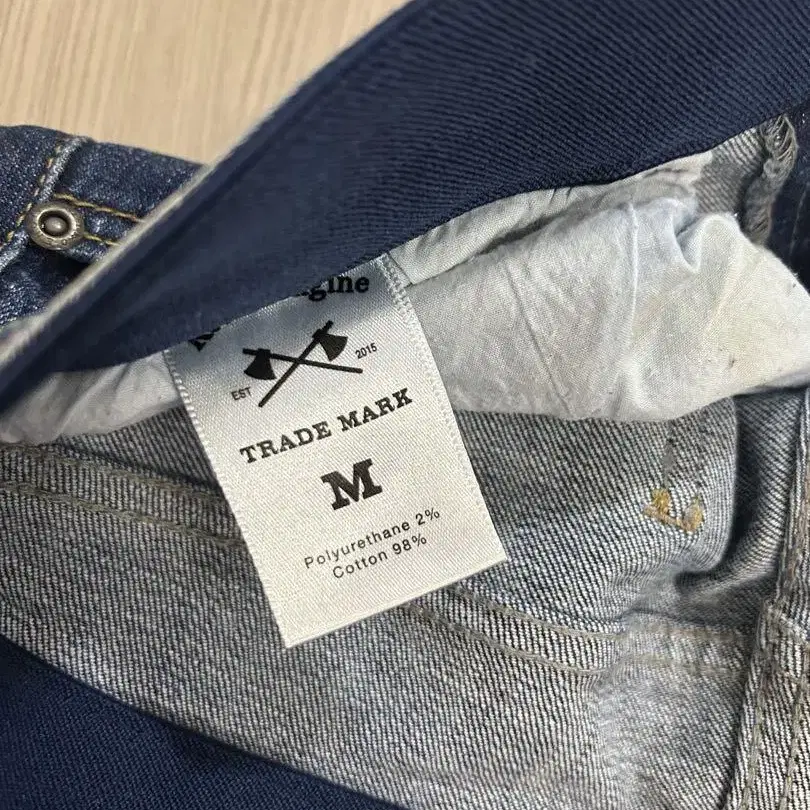 EST 2015
TRADE MARK
M
Polyurethane 2%
Cotton 98%